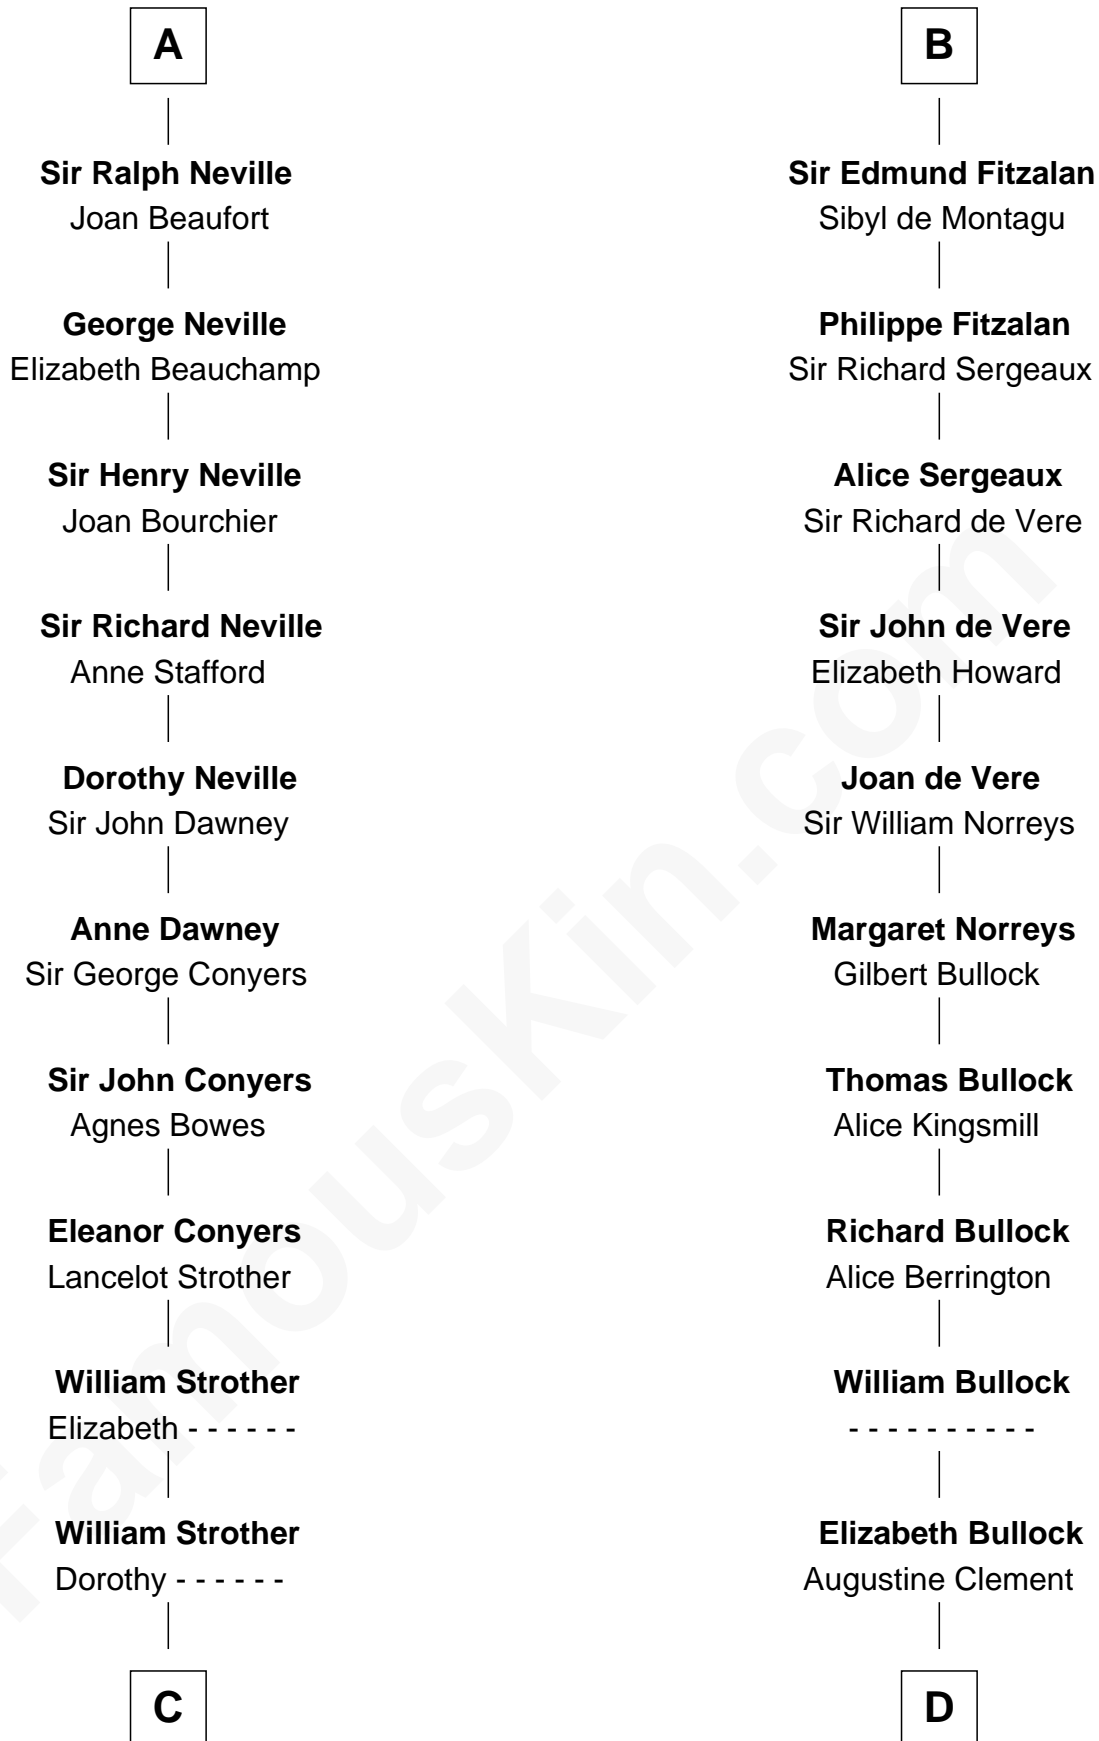 A
Sir Ralph Neville
Joan Beaufort
George Neville
Elizabeth Beauchamp
Sir Henry Neville
Joan Bourchier
Sir Richard Neville
Anne Stafford
Dorothy Neville
Sir John Dawney
Anne Dawney
Sir George Conyers
Sir John Conyers
Agnes Bowes
Eleanor Conyers
Lancelot Strother
William Strother
Elizabeth - - - - - -
William Strother
Dorothy - - - - - -
C
B
Sir Edmund Fitzalan
Sibyl de Montagu
Philippe Fitzalan
Sir Richard Sergeaux
Alice Sergeaux
Sir Richard de Vere
Sir John de Vere
Elizabeth Howard
Joan de Vere
Sir William Norreys
Margaret Norreys
Gilbert Bullock
Thomas Bullock
Alice Kingsmill
Richard Bullock
Alice Berrington
William Bullock
- - - - - - - - - -
Elizabeth Bullock
Augustine Clement
D
FamousKin.com